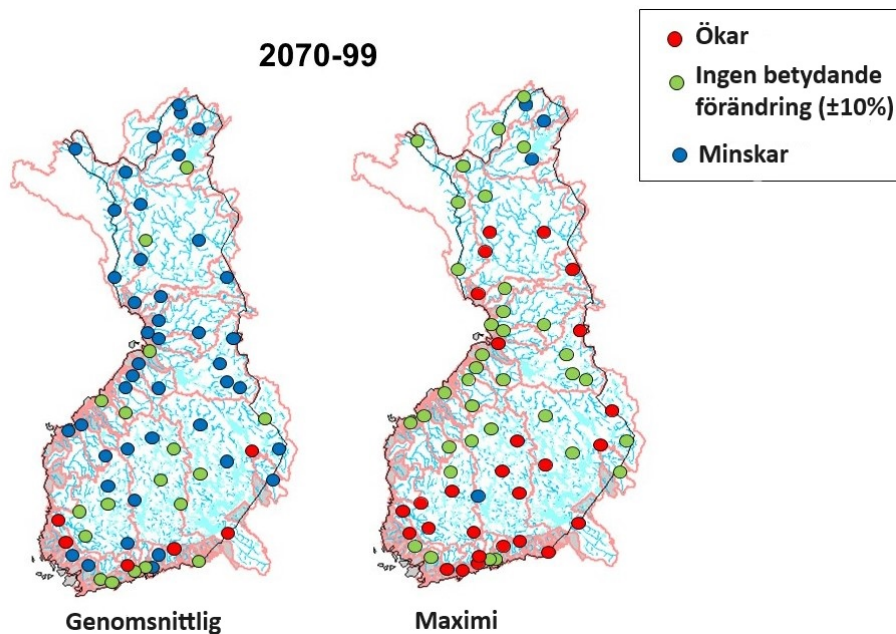 2070-99
Ökar
Ingen betydande
förändring (±10%)
Minskar
Genomsnittlig
Maximi